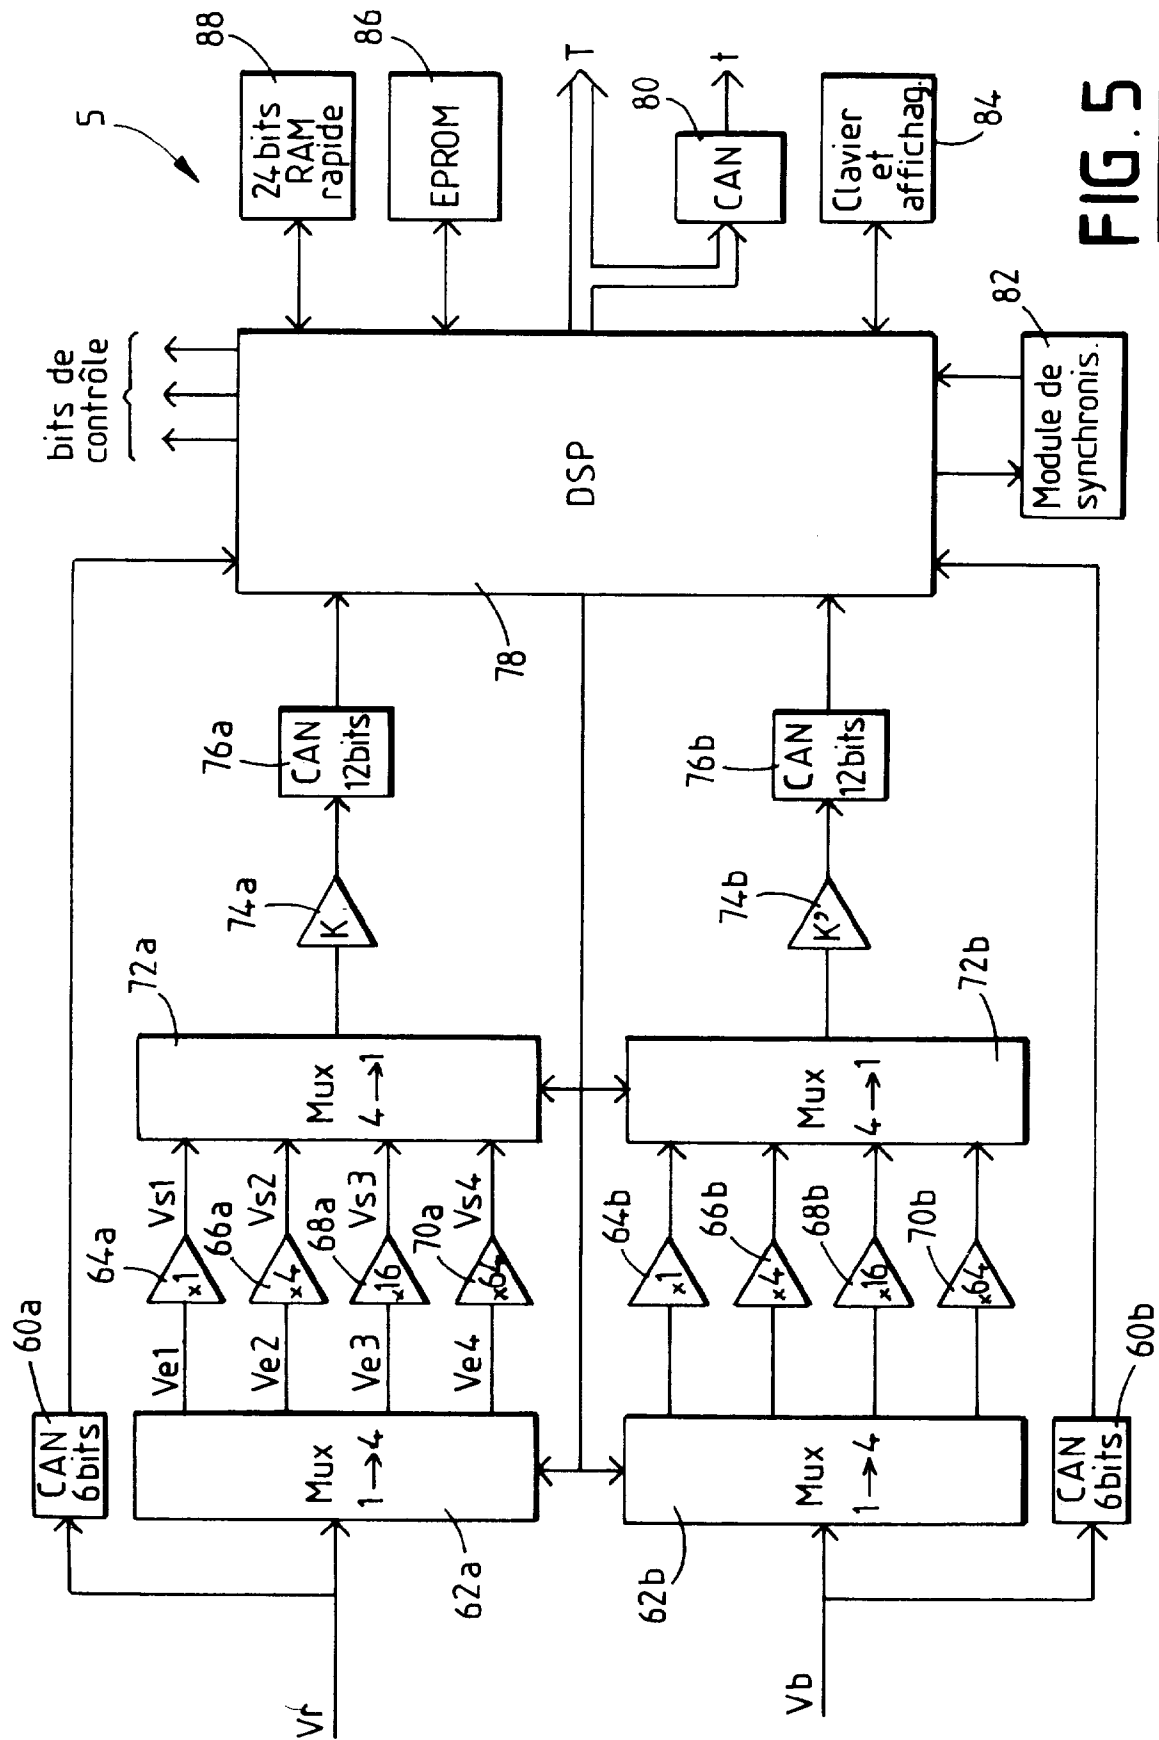 5
88
24 bits
RAM
rapide
86
EPROM
T
80
CAN
t
84
Clavier
et
affichag.
FIG. 5
bits de
contrôle
DSP
78
82
Module de
synchronis.
76a
CAN
12bits
76b
CAN
12bits
74a
K
74b
K'
72a
Mux
4→1
72b
Mux
4→1
Vs1
Vs2
Vs3
Vs4
64a
x1
66a
x4
68a
x16
70a
x64
64b
x1
66b
x4
68b
x16
70b
x64
Ve1
Ve2
Ve3
Ve4
60a
CAN
6bits
60b
CAN
6bits.
Mux
1→4
62a
Mux
1→4
62b
Vr
Vb